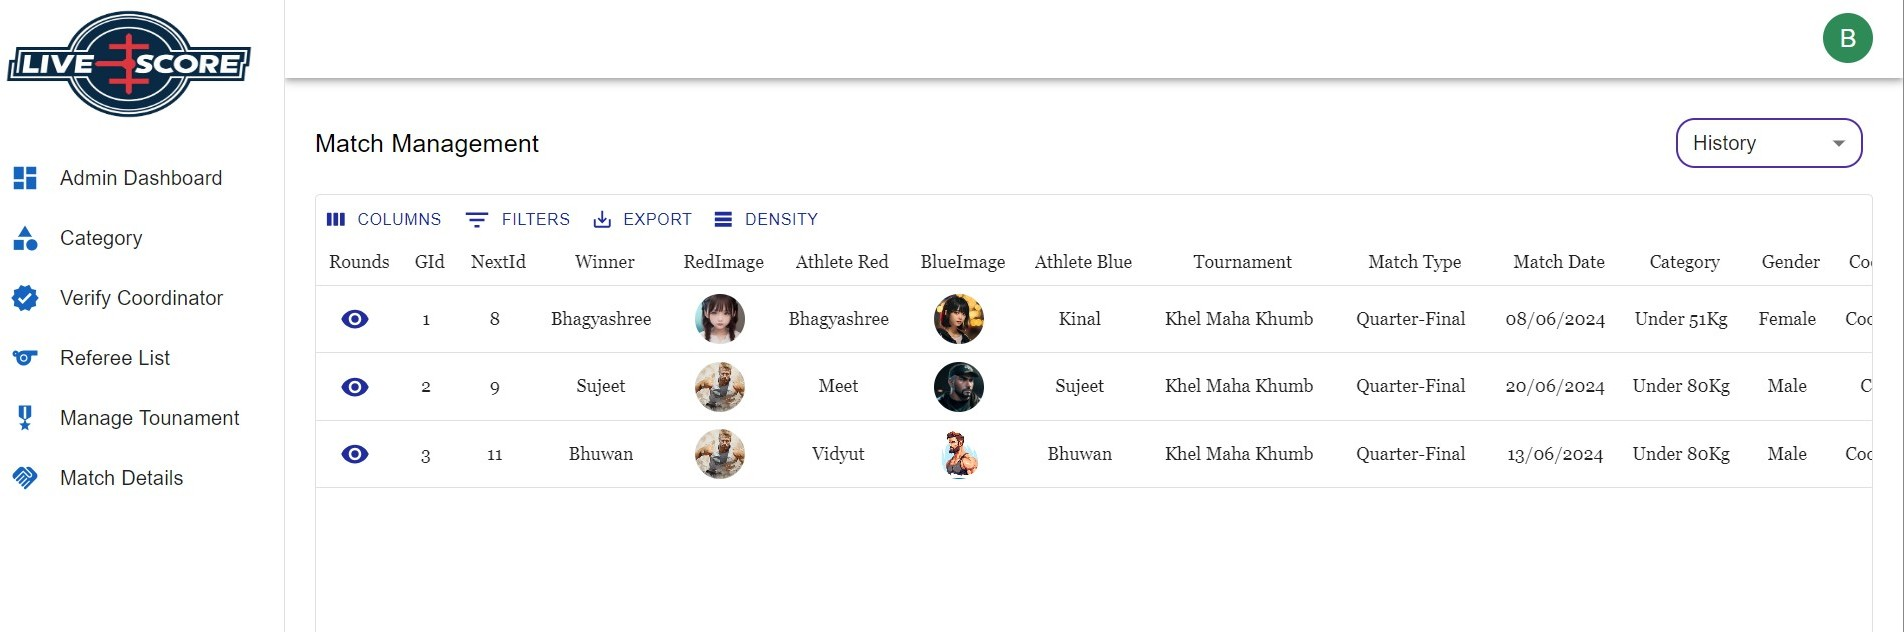 LIVE SCORE
B
Admin Dashboard
Category
Verify Coordinator
Referee List
Manage Tounament
Match Details
Match Management
History
COLUMNS FILTERS EXPORT DENSITY
Rounds GId NextId Winner RedImage Athlete Red BlueImage Athlete Blue Tournament Match Type Match Date Category Gender
1 8 Bhagyashree Bhagyashree Kinal Khel Maha Khumb Quarter-Final 08/06/2024 Under 51Kg Female
2 9 Sujeet Meet Sujeet Khel Maha Khumb Quarter-Final 20/06/2024 Under 80Kg Male
3 11 Bhuwan Vidyut Bhuwan Khel Maha Khumb Quarter-Final 13/06/2024 Under 80Kg Male